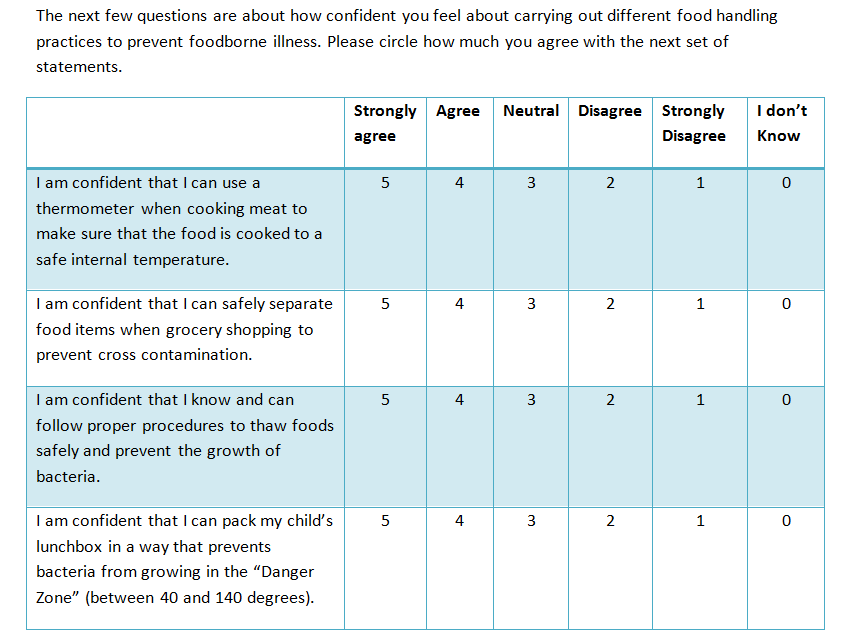 The next few questions are about how confident you feel about carrying out different food handling
practices to prevent foodborne illness. Please circle how much you agree with the next set of
statements.
Strongly agree Agree Neutral Disagree Strongly Disagree I don’t Know
I am confident that I can use a 5 4 3 2 1 0
thermometer when cooking meat to
make sure that the food is cooked to a
safe internal temperature.
I am confident that I can safely separate 5 4 3 2 1 0
food items when grocery shopping to
prevent cross contamination.
I am confident that I know and can 5 4 3 2 1 0
follow proper procedures to thaw foods
safely and prevent the growth of
bacteria.
I am confident that I can pack my child’s 5 4 3 2 1 0
lunchbox in a way that prevents
bacteria from growing in the “Danger
Zone” (between 40 and 140 degrees).